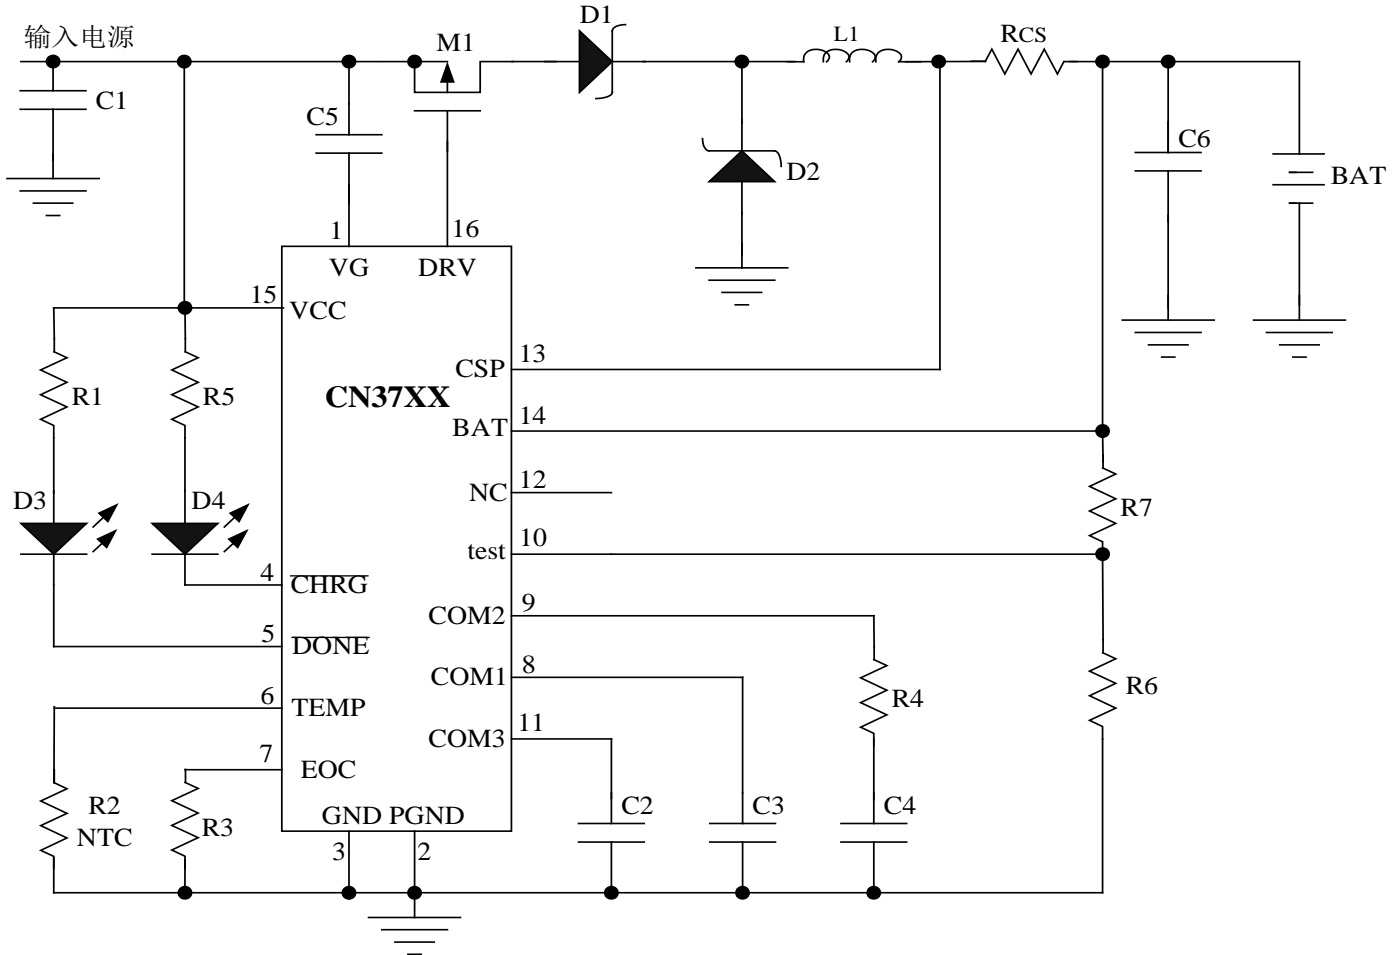 输入电源
D1
M1
L1
RCS
C1
C5
C6
D2
BAT
1
16
VG
DRV
15
VCC
CSP
13
R1
R5
CN37XX
BAT
14
NC
12
D3
D4
R7
test
10
4
CHRG
COM2
9
5
DONE
COM1
8
R6
6
TEMP
R4
COM3
11
7
EOC
R2
NTC
R3
GND
PGND
C2
C3
C4
3
2